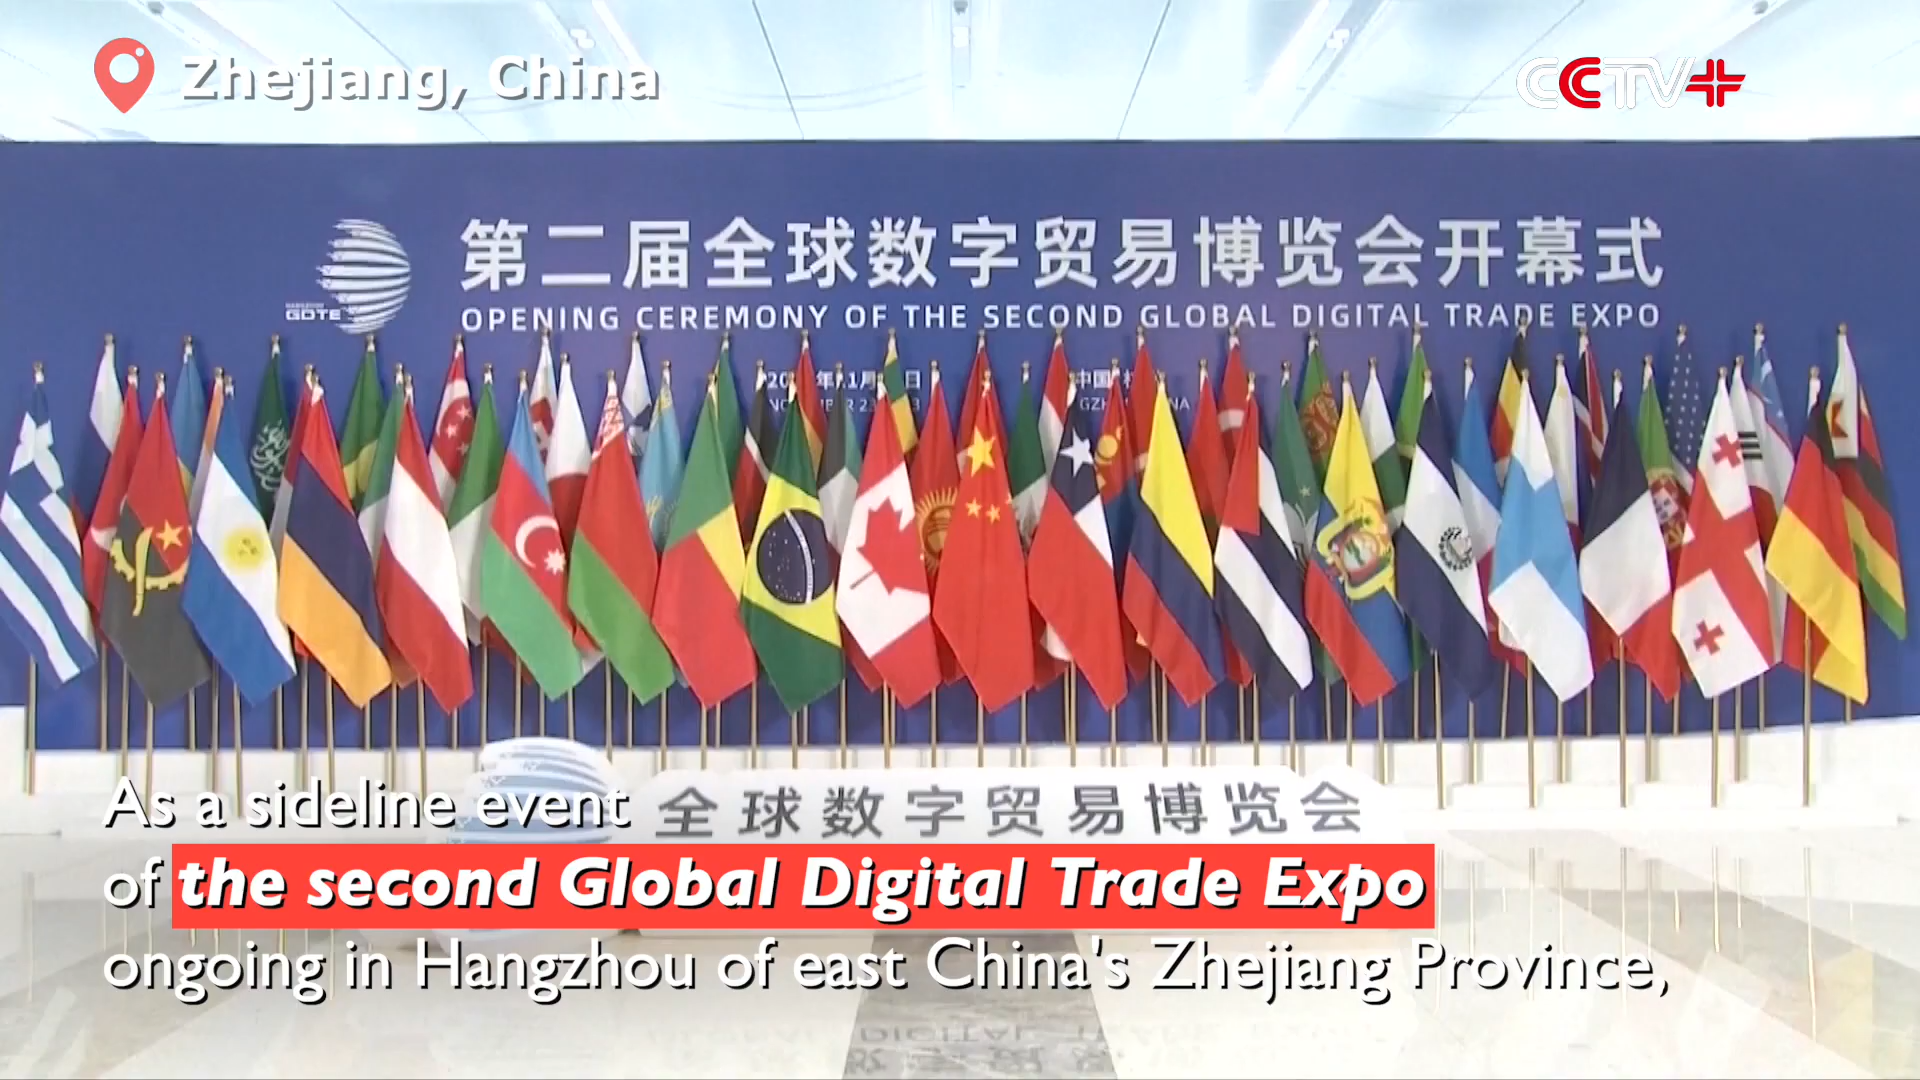 Zhejiang, China
CCTV+
第二届全球数字贸易博览会开幕式
GDTE
OPENING CEREMONY OF THE SECOND GLOBAL DIGITAL TRADE EXPO
As a sideline event
全球数字贸易博览会
of the second Global Digital Trade Expo
ongoing in Hangzhou of east China's Zhejiang Province,